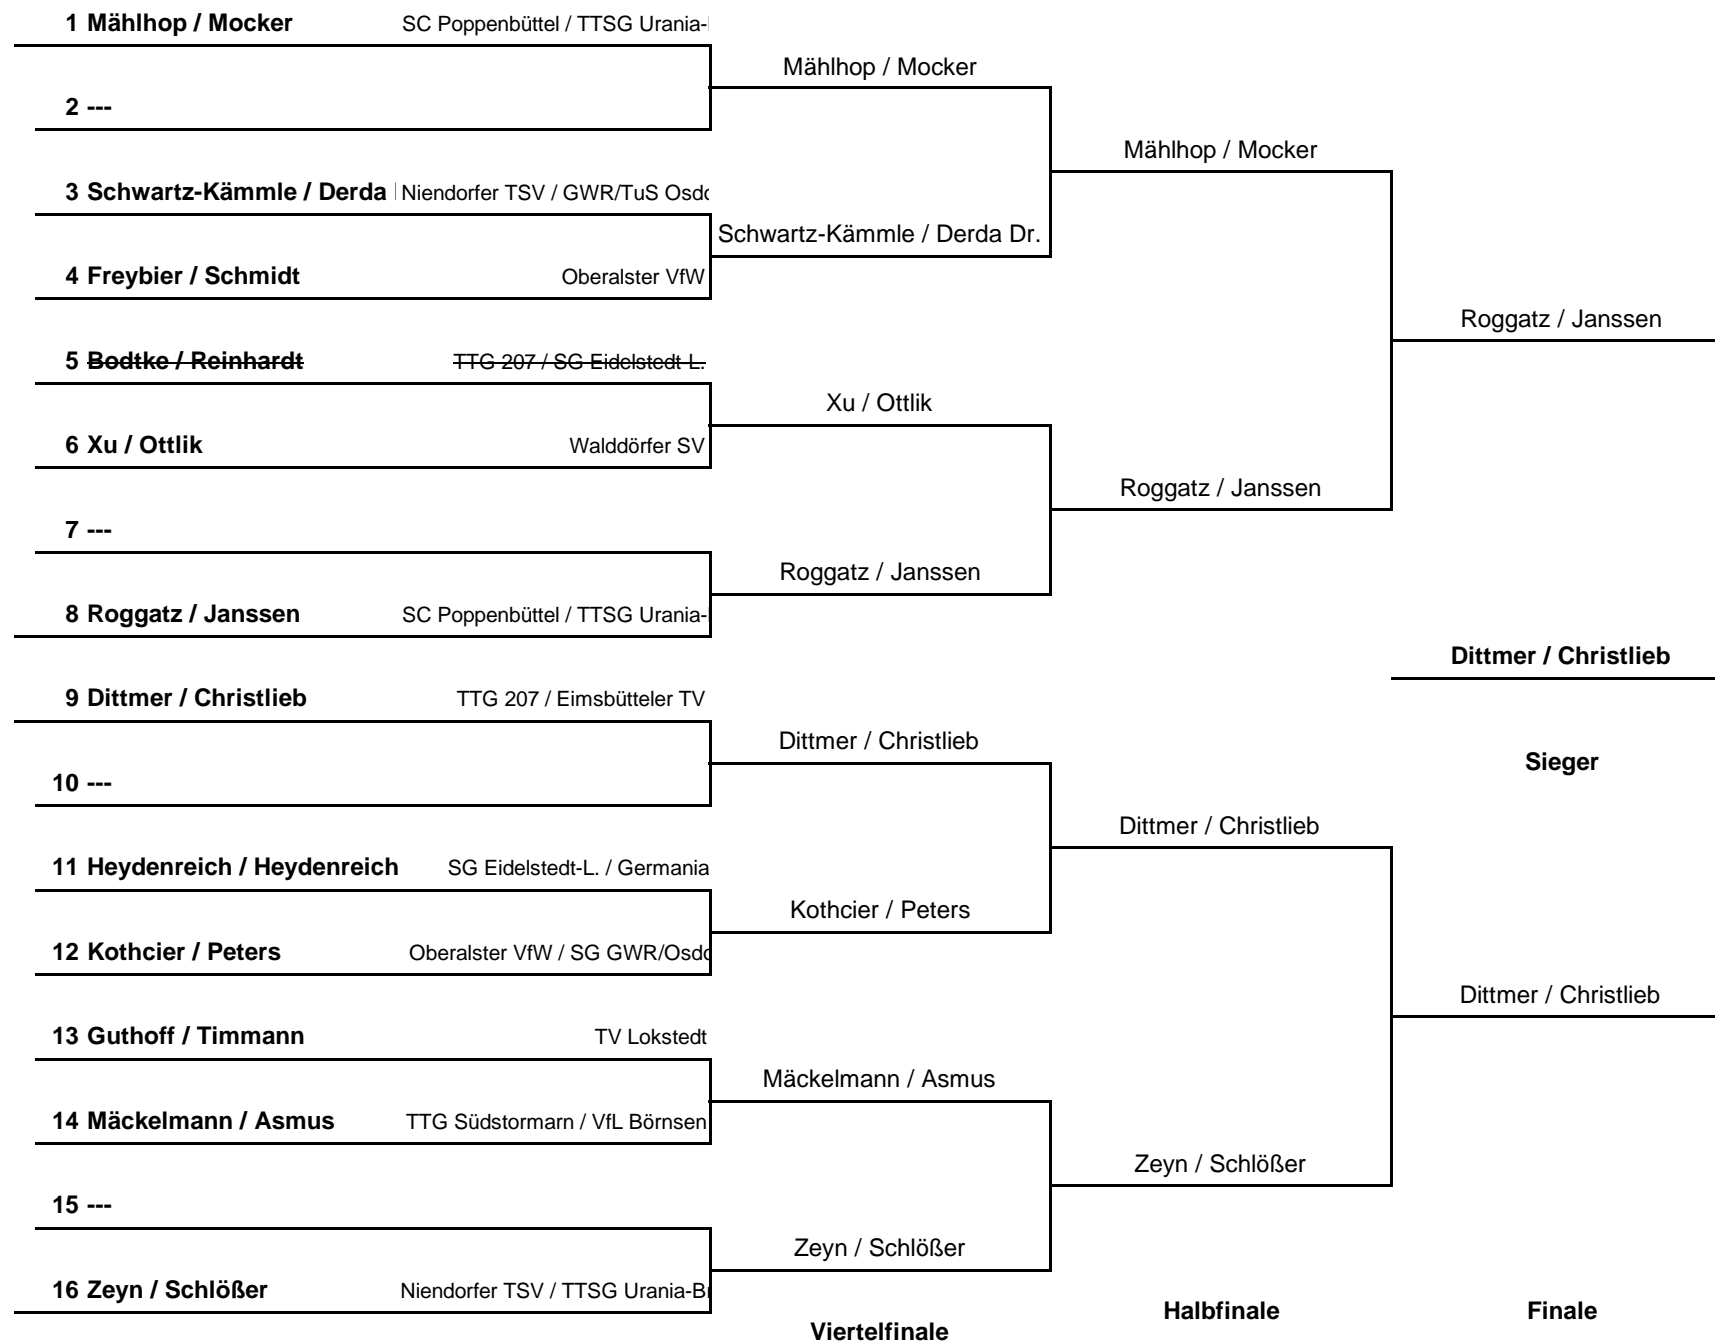 1 Mählhop / Mocker SC Poppenbüttel / TTSG Urania-
Mählhop / Mocker
2 ---
Mählhop / Mocker
3 Schwartz-Kämmle / Derda Niendorfer TSV / GWR/TuS Osdo
Schwartz-Kämmle / Derda Dr.
4 Freybier / Schmidt Oberalster VfW
Roggatz / Janssen
5 Bodtke / Reinhardt TTG 207 / SG Eidelstedt-L.
Xu / Ottlik
6 Xu / Ottlik Walddörfer SV
Roggatz / Janssen
7 ---
Roggatz / Janssen
8 Roggatz / Janssen SC Poppenbüttel / TTSG Urania-
Dittmer / Christlieb
9 Dittmer / Christlieb TTG 207 / Eimsbütteler TV
Dittmer / Christlieb
Sieger
10 ---
Dittmer / Christlieb
11 Heydenreich / Heydenreich SG Eidelstedt-L. / Germania
Kothcier / Peters
12 Kothcier / Peters Oberalster VfW / SG GWR/Osdo
Dittmer / Christlieb
13 Guthoff / Timmann TV Lokstedt
Mäckelmann / Asmus
14 Mäckelmann / Asmus TTG Südstormarn / VfL Börnsen
Zeyn / Schlößer
15 ---
Zeyn / Schlößer
16 Zeyn / Schlößer Niendorfer TSV / TTSG Urania-B
Halbfinale Finale
Viertelfinale